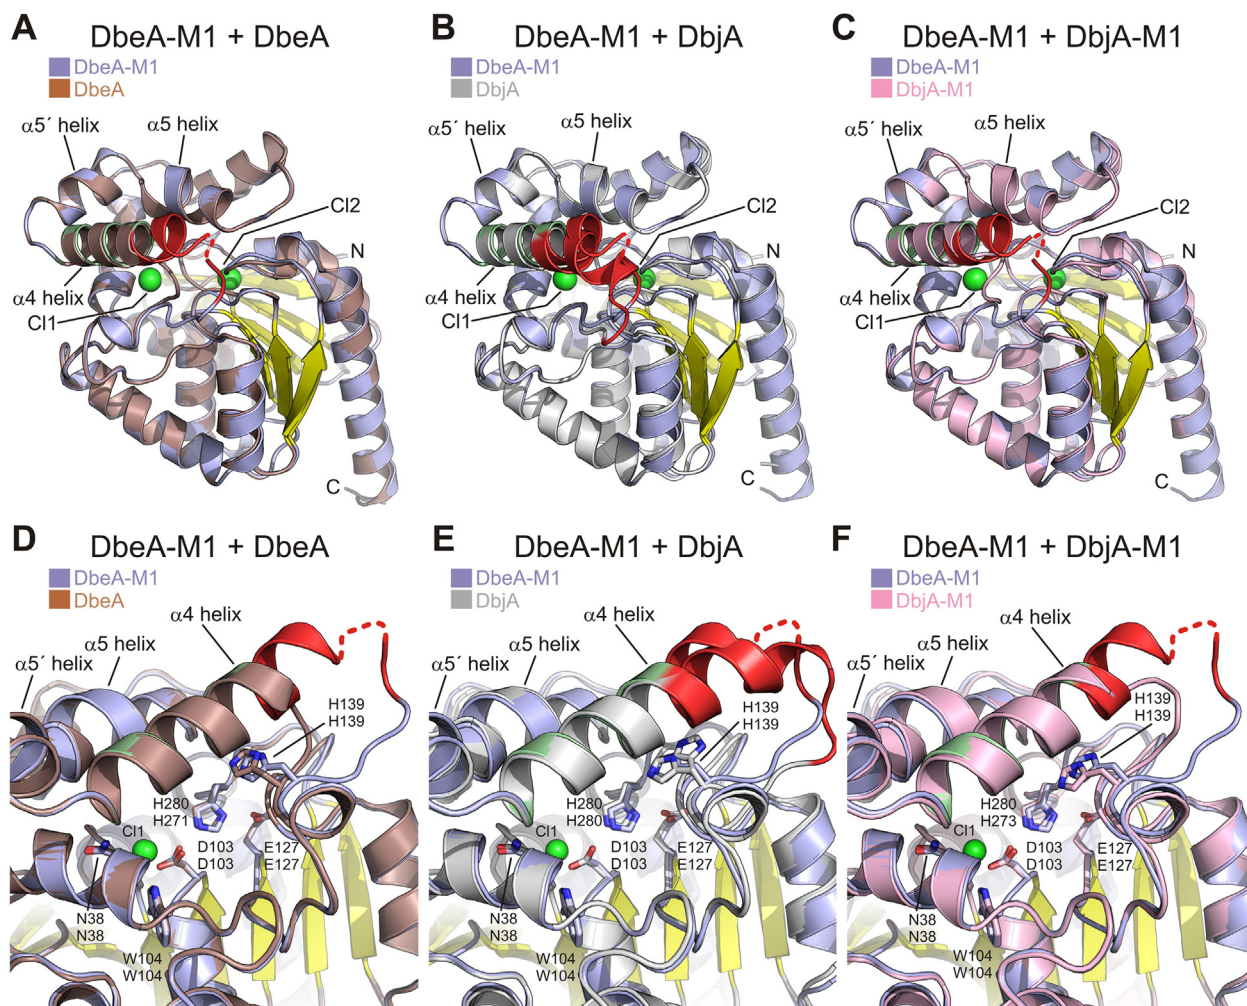 A
DbeA-M1 + DbeA
DbeA-M1
DbeA
α5´ helix
α5 helix
Cl2
N
α4 helix
Cl1
C
B
DbeA-M1 + DbjA
DbeA-M1
DbjA
α5´ helix
α5 helix
Cl2
N
α4 helix
Cl1
C
C
DbeA-M1 + DbjA-M1
DbeA-M1
DbjA-M1
α5´ helix
α5 helix
Cl2
N
α4 helix
Cl1
C
D
DbeA-M1 + DbeA
DbeA-M1
DbeA
α4 helix
α5 helix
α5´ helix
H139
H139
H280
H271
Cl1
D103
D103
E127
E127
N38
N38
W104
W104
E
DbeA-M1 + DbjA
DbeA-M1
DbjA
α4 helix
α5 helix
α5´ helix
H139
H139
H280
H280
Cl1
D103
D103
E127
E127
N38
N38
W104
W104
F
DbeA-M1 + DbjA-M1
DbeA-M1
DbjA-M1
α4 helix
α5 helix
α5´ helix
H139
H139
H280
H273
Cl1
D103
D103
E127
E127
N38
N38
W104
W104